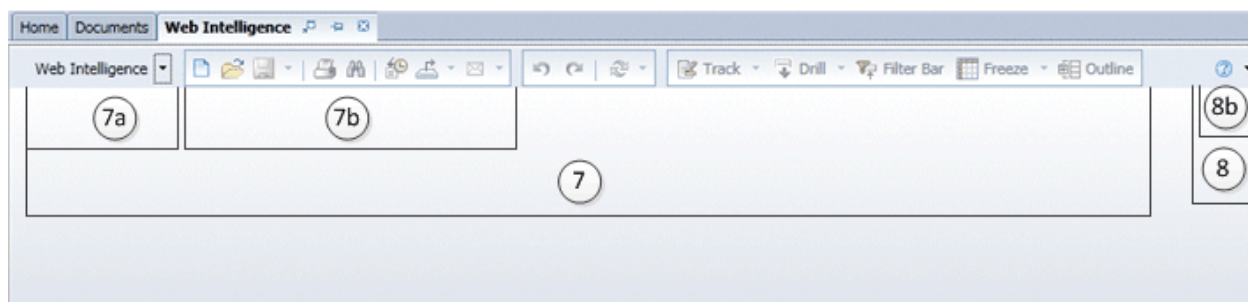 Home Documents Web Intelligence
Web Intelligence Track Drill Filter Bar Freeze Outline
7a 7b 8b
7 8